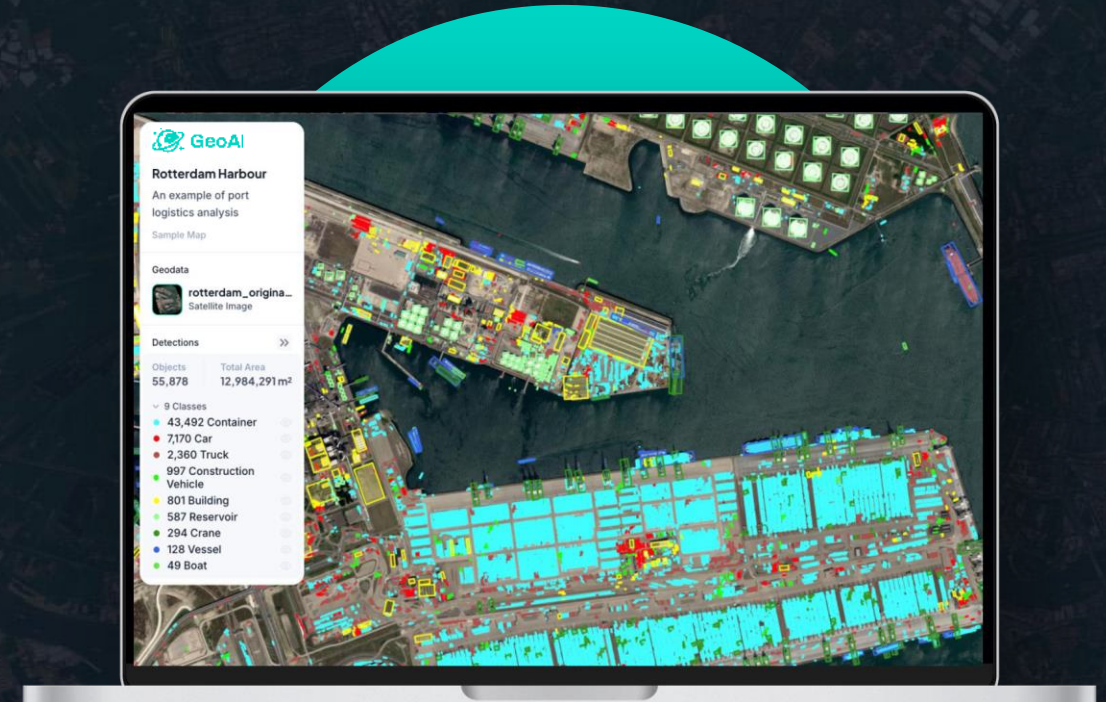 GeoAI
Rotterdam Harbour
An example of port
logistics analysis
Sample Map
Geodata
rotterdam_origina...
Satellite Image
Detections
Objects
Total Area
55,878
12,984,291 m²
9 Classes
43,492 Container
7,170 Car
2,360 Truck
997 Construction
Vehicle
801 Building
587 Reservoir
294 Crane
128 Vessel
49 Boat